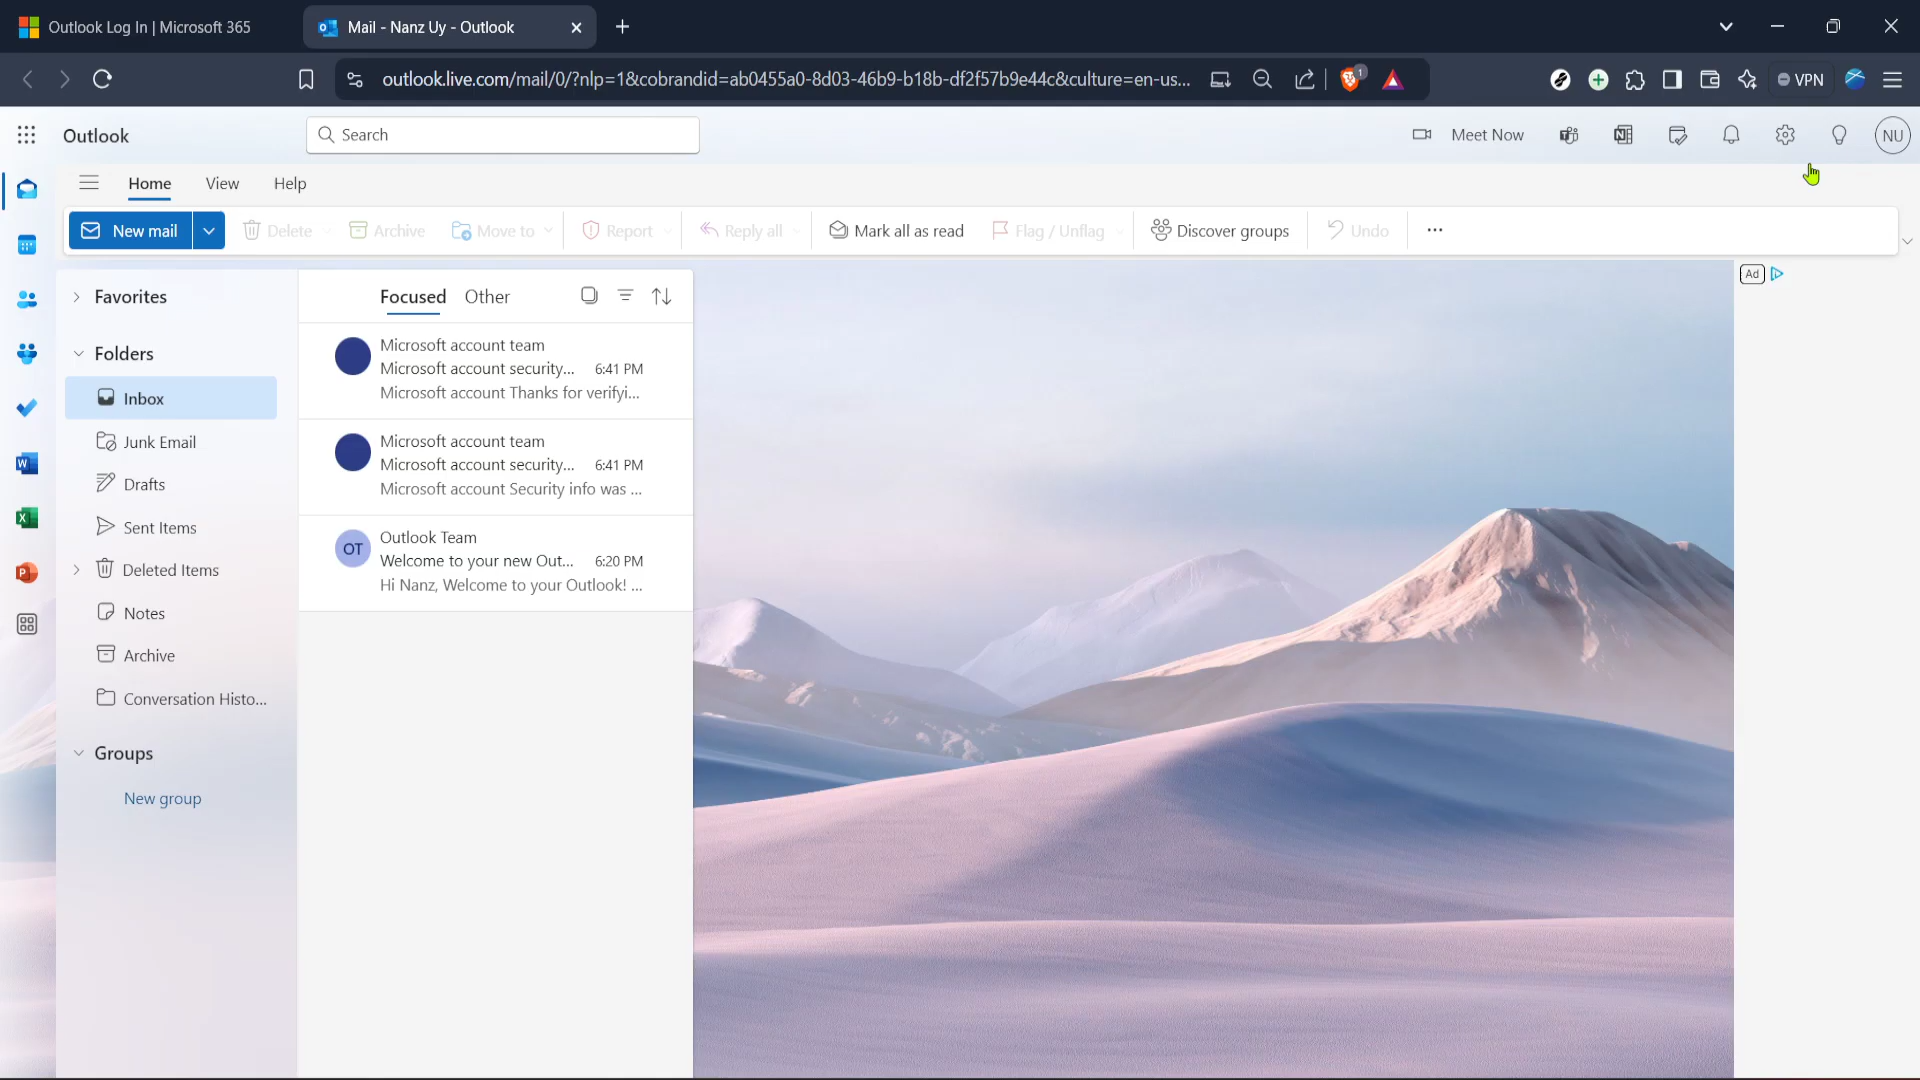 Outlook Log In | Microsoft 365
Mail - Nanz Uy - Outlook
outlook.live.com/mail/0/?nlp=1&cobrandid=ab0455a0-8d03-46b9-b18b-df2f57b9e44c&culture=en-us...
1
VPN
Outlook
Search
Meet Now
NU
Home
View
Help
New mail
Delete
Archive
Move to
Report
Reply all
Mark all as read
Flag / Unflag
Discover groups
Undo
Favorites
Folders
Inbox
Junk Email
Drafts
Sent Items
Deleted Items
Notes
Archive
Conversation Histo...
Groups
New group
Focused
Other
Microsoft account team
Microsoft account security...
6:41 PM
Microsoft account Thanks for verifyi...
Microsoft account team
Microsoft account security...
6:41 PM
Microsoft account Security info was ...
OT
Outlook Team
Welcome to your new Out...
6:20 PM
Hi Nanz, Welcome to your Outlook! ...
Ad